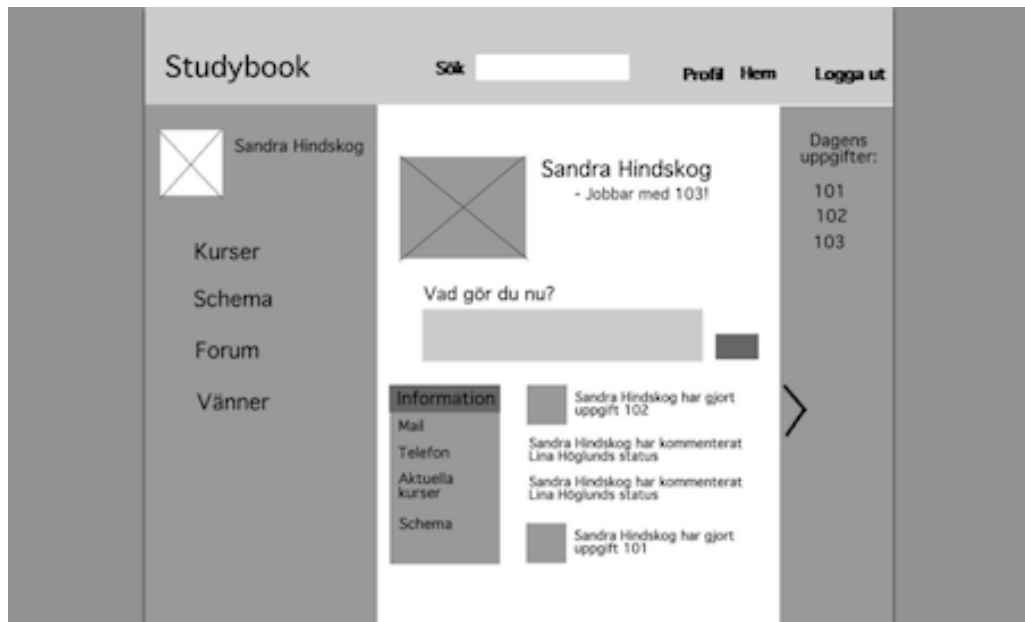 Studybook
Sök
Profil Hem Logga ut
Sandra Hindskog
Kurser
Schema
Forum
Vänner
Sandra Hindskog
- Jobbar med 103!
Vad gör du nu?
Information
Mail
Telefon
Aktuella
kurser
Schema
Sandra Hindskog har gjort
uppgift 102
Sandra Hindskog har kommenterat
Lina Höglunds status
Sandra Hindskog har kommenterat
Lina Höglunds status
Sandra Hindskog har gjort
uppgift 101
Dagens
uppgifter:
101
102
103